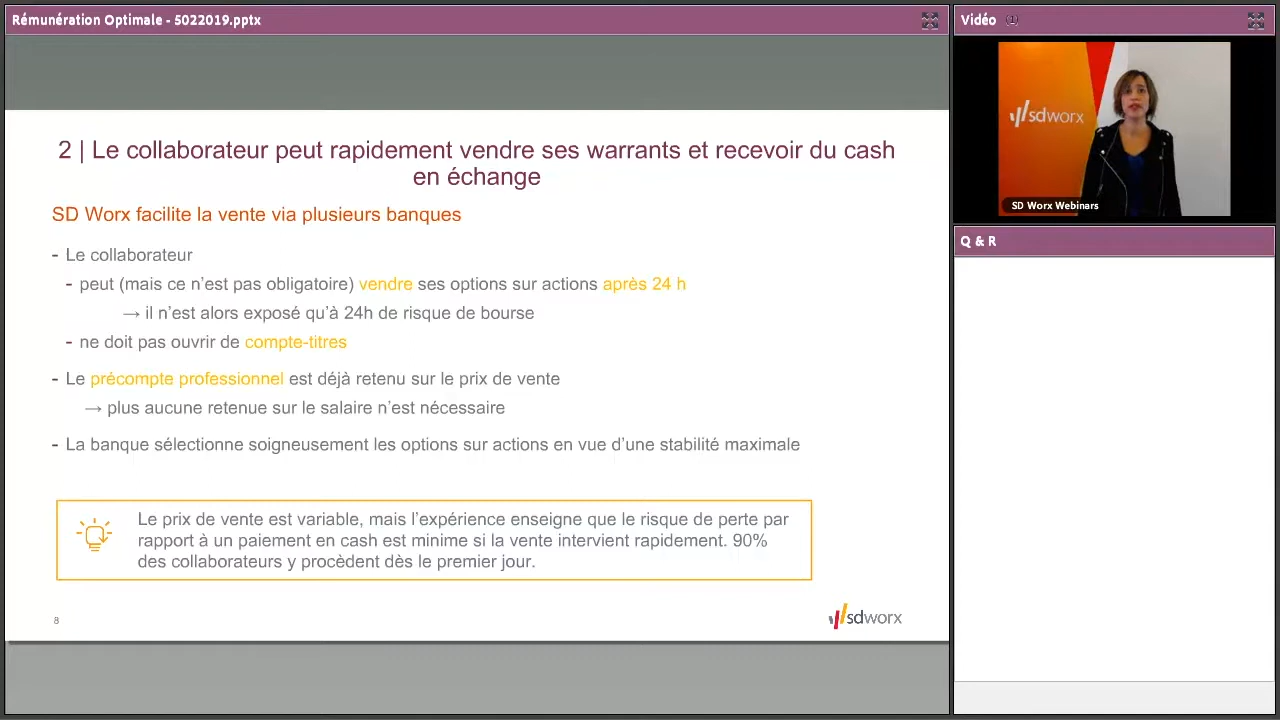 Rémunération Optimale - 5022019.pptx
2 | Le collaborateur peut rapidement vendre ses warrants et recevoir du cash
en échange
SD Worx facilite la vente via plusieurs banques
- Le collaborateur
- peut (mais ce n’est pas obligatoire) vendre ses options sur actions après 24 h
→ il n’est alors exposé qu’à 24h de risque de bourse
- ne doit pas ouvrir de compte-titres
- Le précompte professionnel est déjà retenu sur le prix de vente
→ plus aucune retenue sur le salaire n’est nécessaire
- La banque sélectionne soigneusement les options sur actions en vue d’une stabilité maximale
Le prix de vente est variable, mais l’expérience enseigne que le risque de perte par
rapport à un paiement en cash est minime si la vente intervient rapidement. 90%
des collaborateurs y procèdent dès le premier jour.
8
sdworx
Vidéo (1)
sdworx
SD Worx Webinars
Q & R